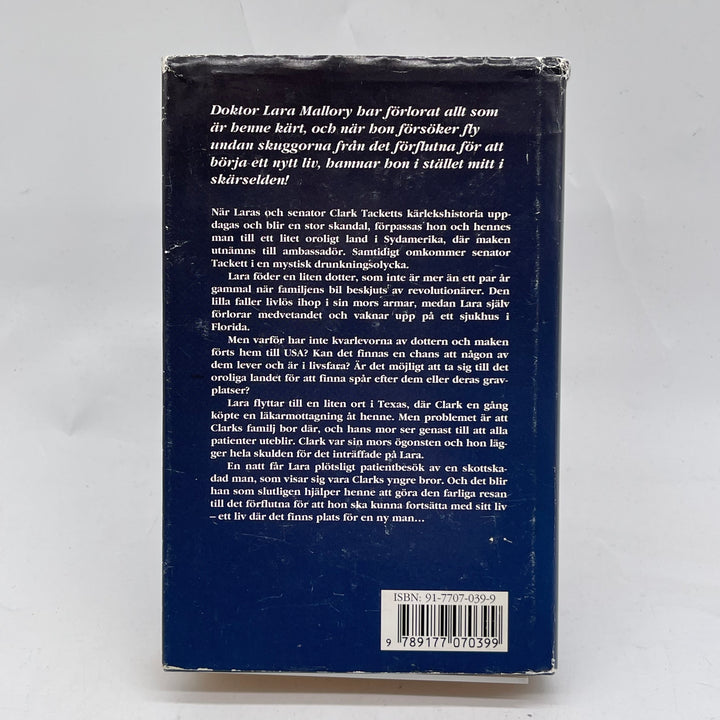 Doktor Lara Mallory har förlorat allt som
är henne kärt, och när hon försöker fly
undan skuggorna från det förflutna för att
börja ett nytt liv, hamnar hon i stället mitt i
skärselden!
När Laras och senator Clark Tacketts kärlekshistoria upp-
dagas och blir en stor skandal, förpassas hon och hennes
man till ett litet oroligt land i Sydamerika, där maken
utnämns till ambassadör. Samtidigt omkommer senator
Tackett i en mystisk drunkningsolycka.
Lara föder en liten dotter, som inte är mer än ett par år
gammal när familjens bil beskjuts av revolutionärer. Den
lilla faller livlös ihop i sin mors armar, medan Lara själv
förlorar medvetandet och vaknar upp på ett sjukhus i
Florida.
Men varför har inte kvarlevorna av dottern och maken
förts hem till USA? Kan det finnas en chans att någon av
dem lever och är i livsfara? Är det möjligt att ta sig till det
oroliga landet för att finna spår efter dem eller deras grav-
platser?
Lara flyttar till en liten ort i Texas, där Clark en gång
köpte en läkarmottagning åt henne. Men problemet är att
Clarks familj bor där, och hans mor ser genast till att alla
patienter uteblir. Clark var sin mors ögonsten och hon läg-
ger hela skulden för det inträffade på Lara.
En natt får Lara plötsligt patientbesök av en skottska-
dad man, som visar sig vara Clarks yngre bror. Och det blir
han som slutligen hjälper henne att göra den farliga resan
till det förflutna för att hon ska kunna fortsätta med sitt liv
– ett liv där det finns plats för en ny man...
ISBN: 91-7707-039-9
9 789177 070399